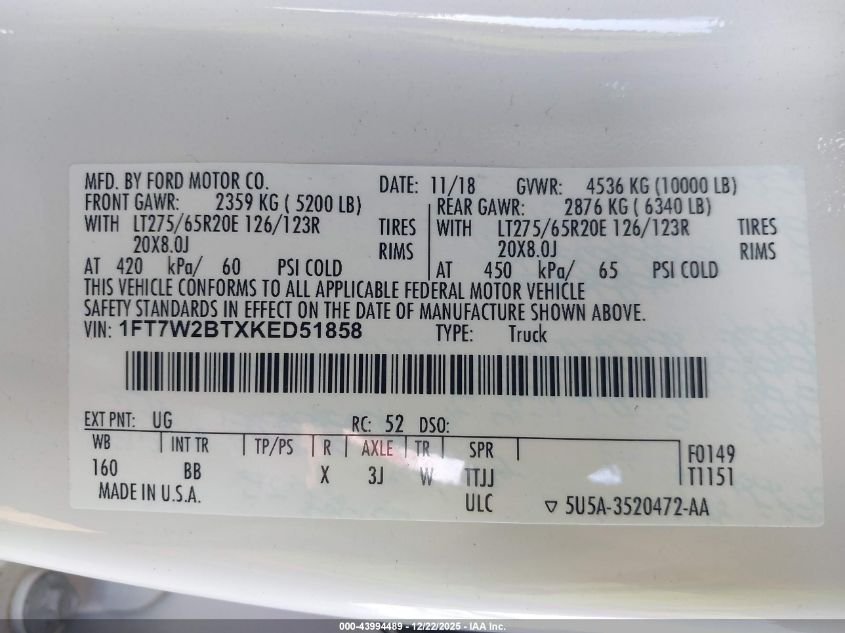 MFD. BY FORD MOTOR CO. DATE: 11/18 GVWR: 4536 KG (10000 LB)
FRONT GAWR: 2359 KG ( 5200 LB) REAR GAWR: 2876 KG ( 6340 LB)
WITH LT275/65R20E 126/123R TIRES WITH LT275/65R20E 126/123R TIRES
20X8.0J RIMS 20X8.0J RIMS
AT 420 kPa/ 60 PSI COLD AT 450 kPa/ 65 PSI COLD
THIS VEHICLE CONFORMS TO ALL APPLICABLE FEDERAL MOTOR VEHICLE
SAFETY STANDARDS IN EFFECT ON THE DATE OF MANUFACTURE SHOWN ABOVE.
VIN: 1FT7W2BTXKED51858 TYPE: Truck
EXT PNT: UG RC: 52 DSO:
WB INT TR TP/PS R AXLE TR SPR F0149
160 BB X 3J W TTJJ T1151
MADE IN U.S.A. ULC ▽ 5U5A-3520472-AA
000-43994489 - 12/22/2025 - IAA Inc.